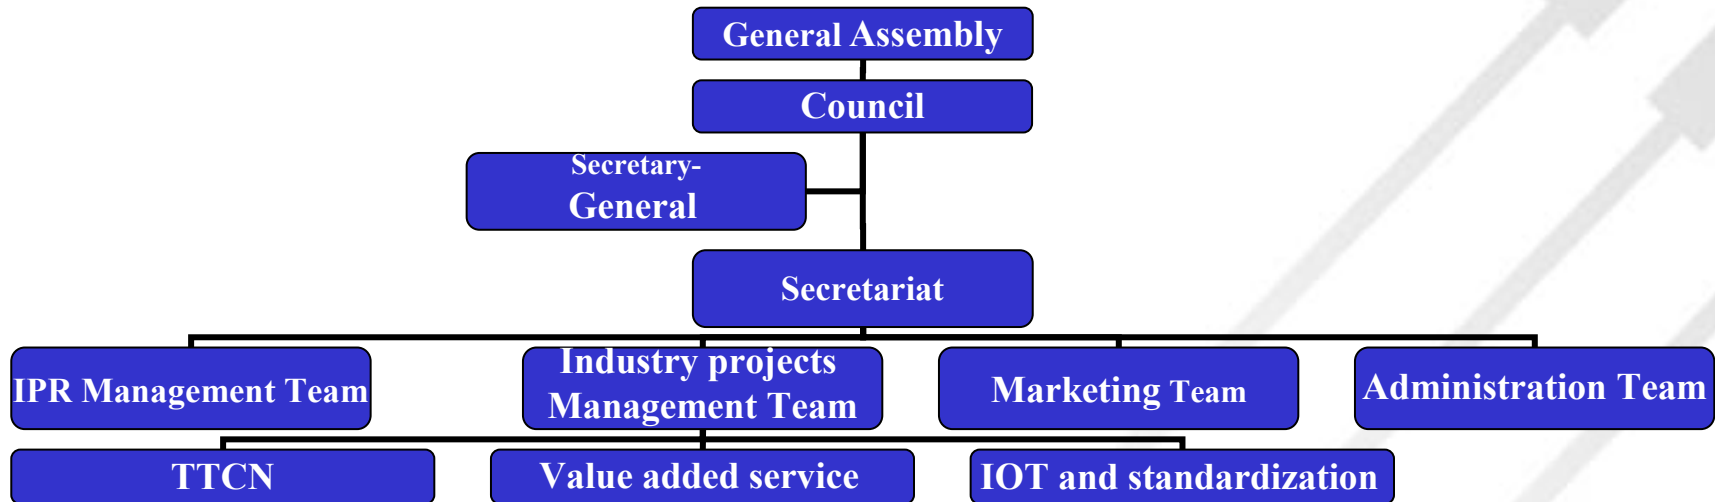 General Assembly
Council
Secretary-
General
Secretariat
IPR Management Team
Industry projects
Management Team
Marketing Team
Administration Team
TTCN
Value added service
IOT and standardization